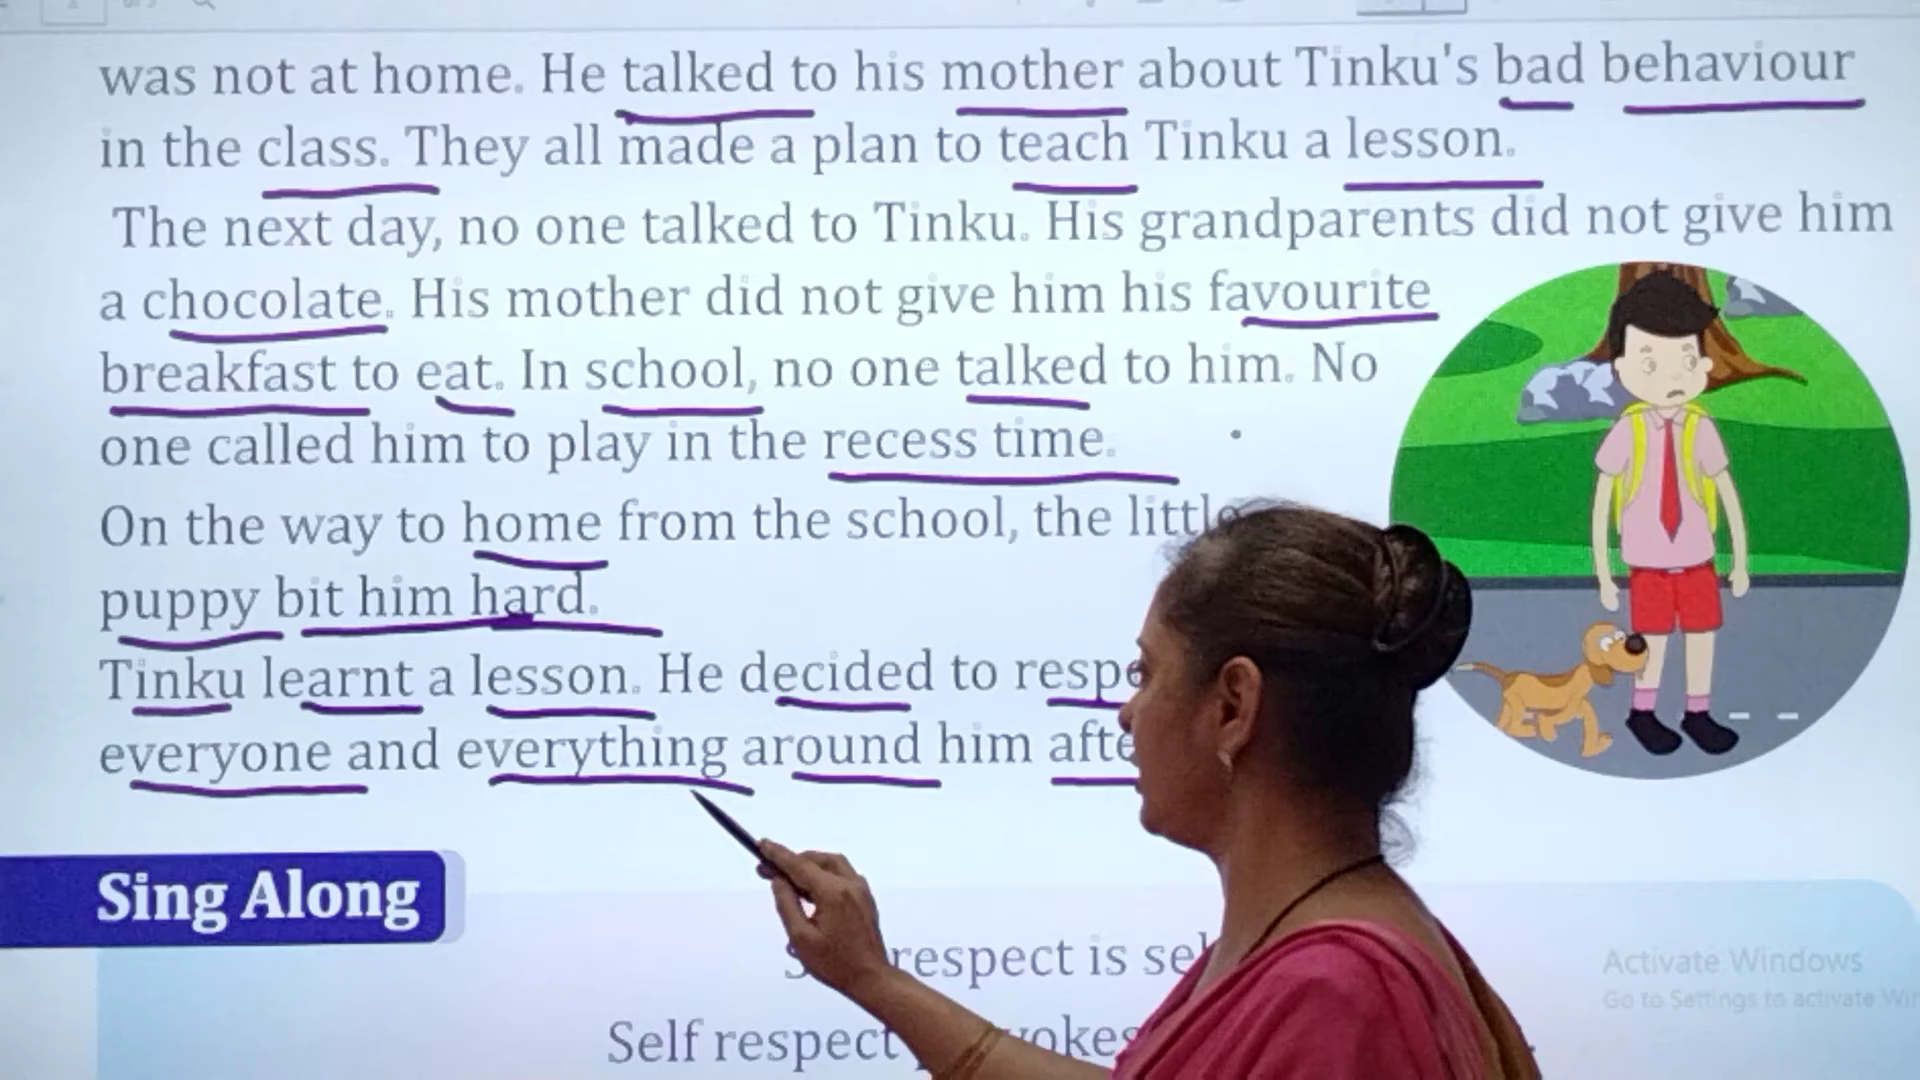 was not at home. He talked to his mother about Tinku's bad behaviour
in the class. They all made a plan to teach Tinku a lesson.
The next day, no one talked to Tinku. His grandparents did not give him
a chocolate. His mother did not give him his favourite
breakfast to eat. In school, no one talked to him. No
one called him to play in the recess time.
On the way to home from the school, the little
puppy bit him hard.
Tinku learnt a lesson. He decided to
everyone and everything around him
Sing Along
respect is
Self respect
Activate Windows
Go to Settings to activate